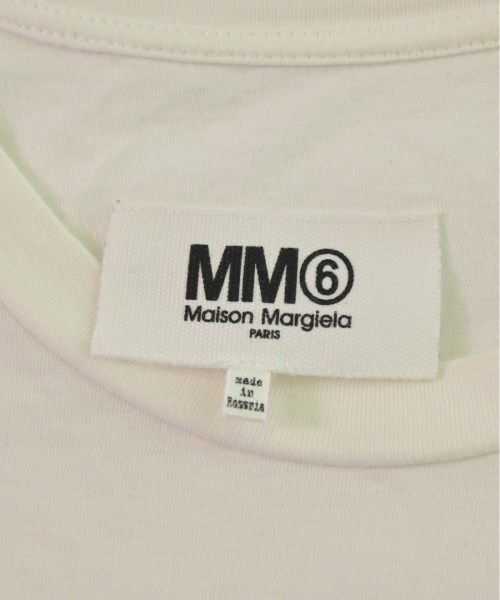 MM⑥
Maison Margiela
PARIS
made
in
Romania